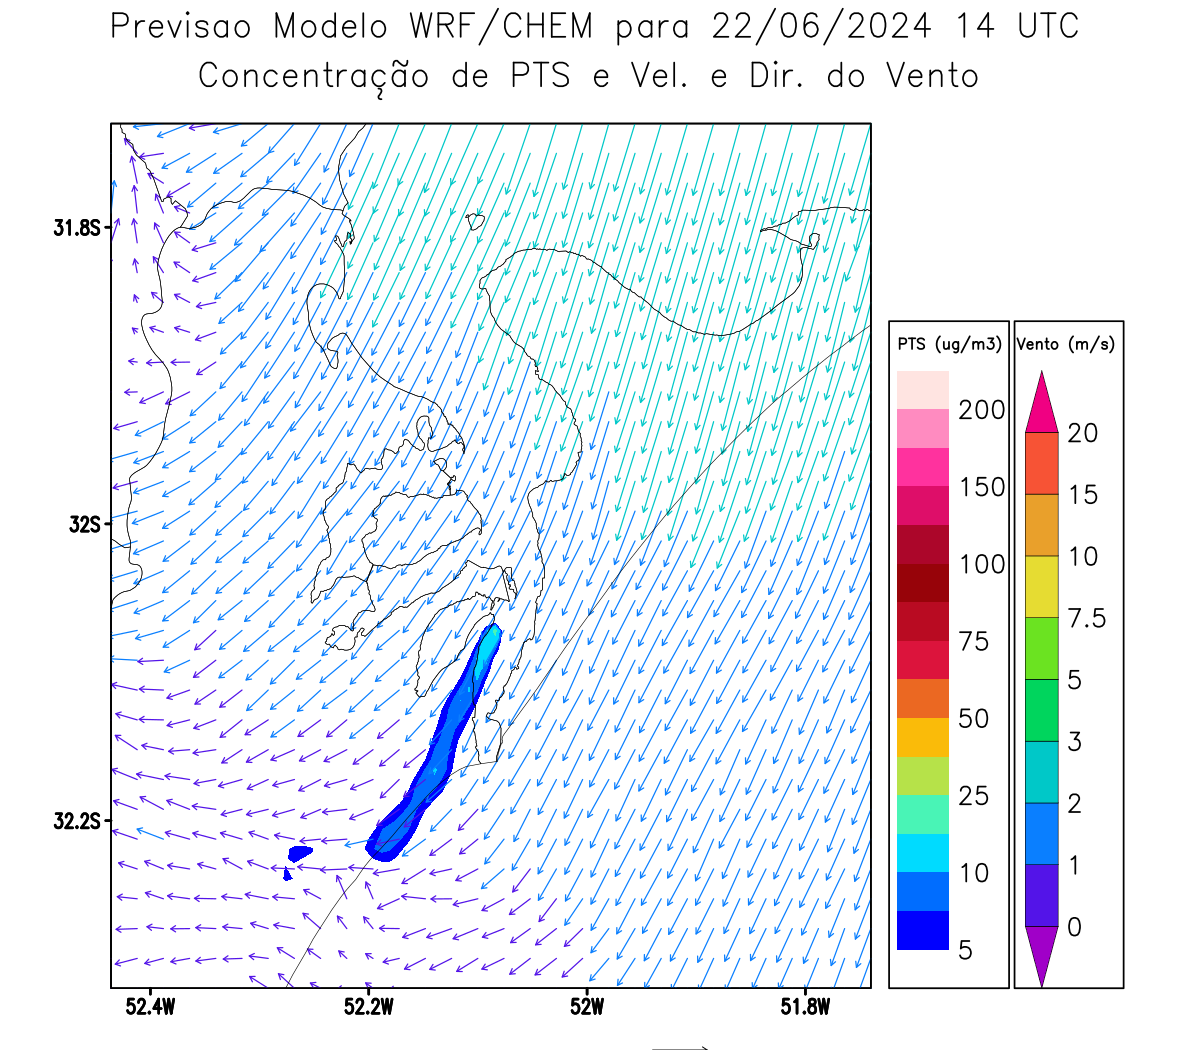 Previsao Modelo WRF/CHEM para 22/06/2024 14 UTC
Concentração de PTS e Vel. e Dir. do Vento
31.8S
32S
32.2S
52.4W
52.2W
52W
51.8W
PTS (ug/m3)
200
150
100
75
50
25
10
5
Vento (m/s)
20
15
10
7.5
5
3
2
1
0